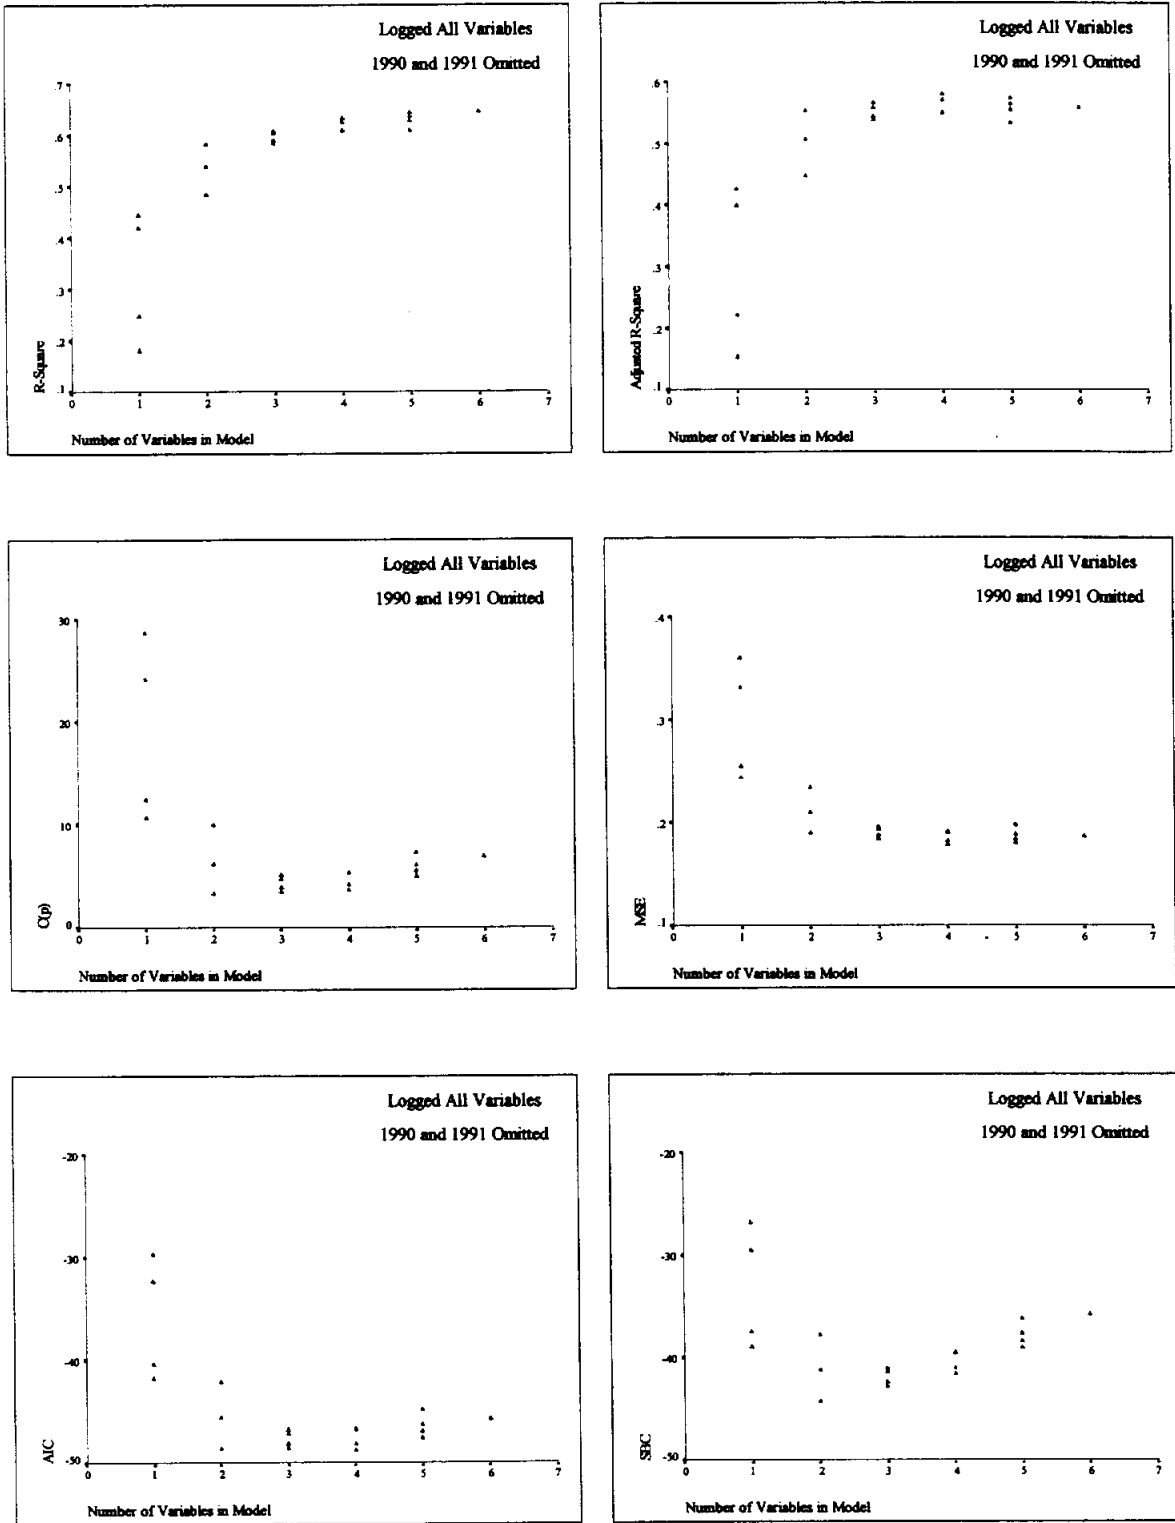 Logged All Variables
1990 and 1991 Omitted
.7
.6
.5
.4
.3
.2
.1
R-Square
0 1 2 3 4 5 6 7
Number of Variables in Model
Logged All Variables
1990 and 1991 Omitted
.6
.5
.4
.3
.2
.1
Adjusted R-Square
0 1 2 3 4 5 6 7
Number of Variables in Model
Logged All Variables
1990 and 1991 Omitted
30
20
10
0
C(p)
0 1 2 3 4 5 6 7
Number of Variables in Model
Logged All Variables
1990 and 1991 Omitted
.4
.3
.2
.1
MSE
0 1 2 3 4 5 6 7
Number of Variables in Model
Logged All Variables
1990 and 1991 Omitted
-20
-30
-40
-50
AIC
0 1 2 3 4 5 6 7
Number of Variables in Model
Logged All Variables
1990 and 1991 Omitted
-20
-30
-40
-50
SBC
0 1 2 3 4 5 6 7
Number of Variables in Model